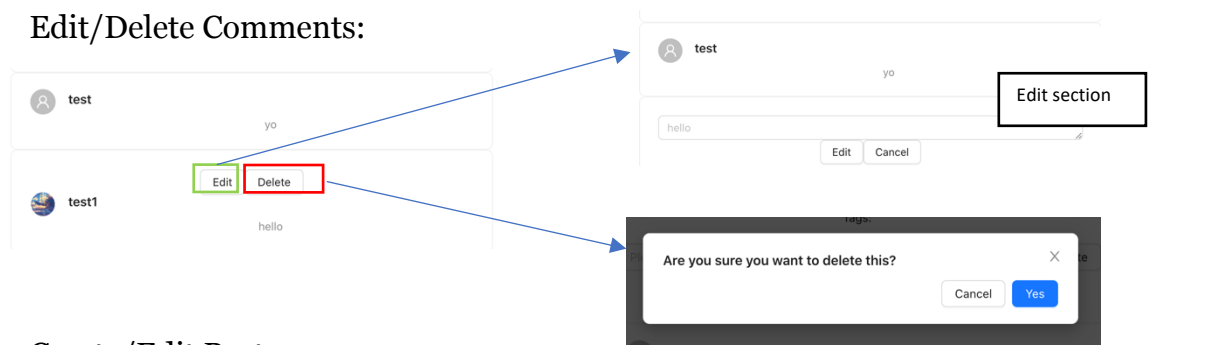 Edit/Delete Comments:
test
yo
Edit Delete
test1
hello
test
yo
Edit section
hello
Edit Cancel
Tags:
Are you sure you want to delete this?
Cancel Yes